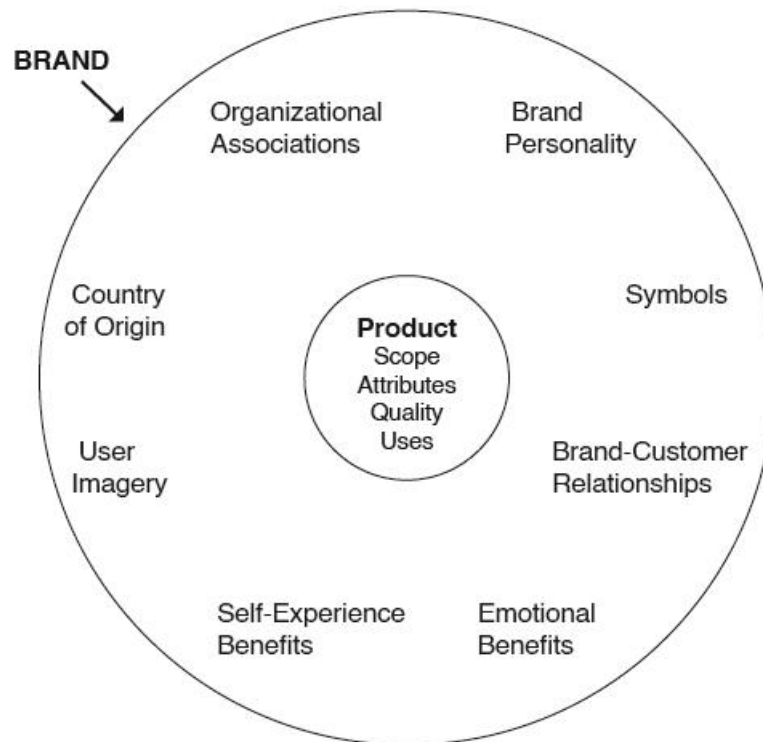 BRAND
Organizational
Associations
Brand
Personality
Country
of Origin
Symbols
Product
Scope
Attributes
Quality
Uses
User
Imagery
Brand-Customer
Relationships
Self-Experience
Benefits
Emotional
Benefits